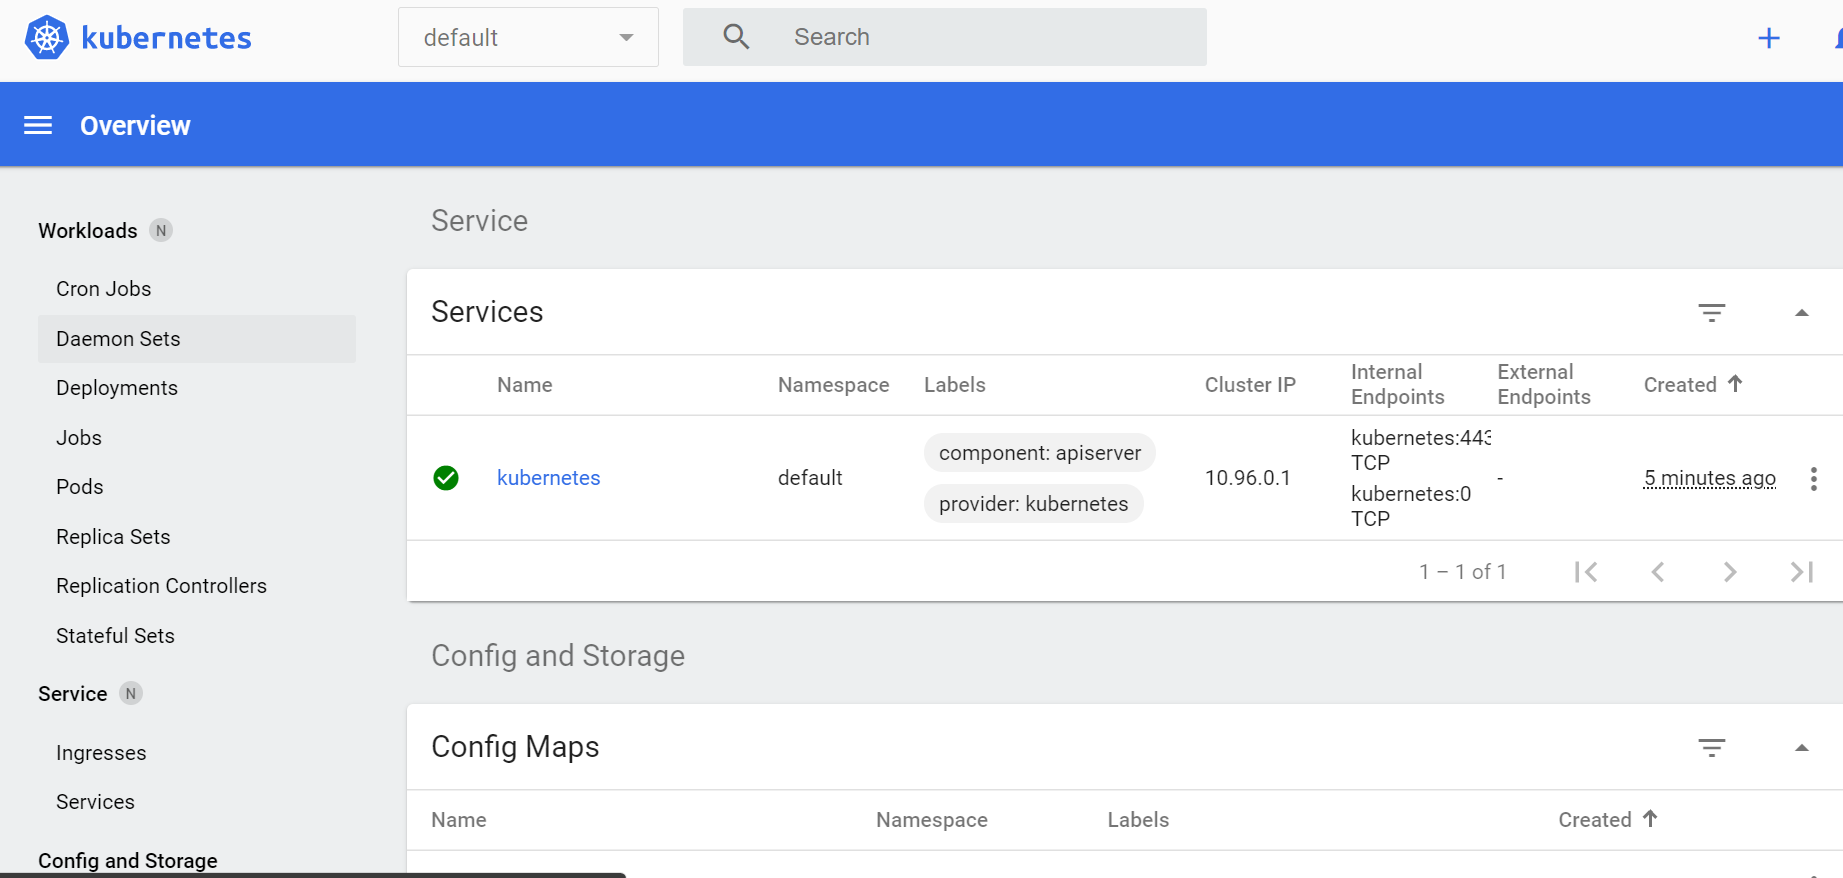 kubernetes
default
Search
Overview
Workloads N
Cron Jobs
Daemon Sets
Deployments
Jobs
Pods
Replica Sets
Replication Controllers
Stateful Sets
Service N
Ingresses
Services
Config and Storage
Service
Services
Name Namespace Labels Cluster IP Internal Endpoints External Endpoints Created
kubernetes default component: apiserver provider: kubernetes 10.96.0.1 kubernetes:443 TCP kubernetes:0 TCP - 5 minutes ago
1 – 1 of 1
Config and Storage
Config Maps
Name Namespace Labels Created